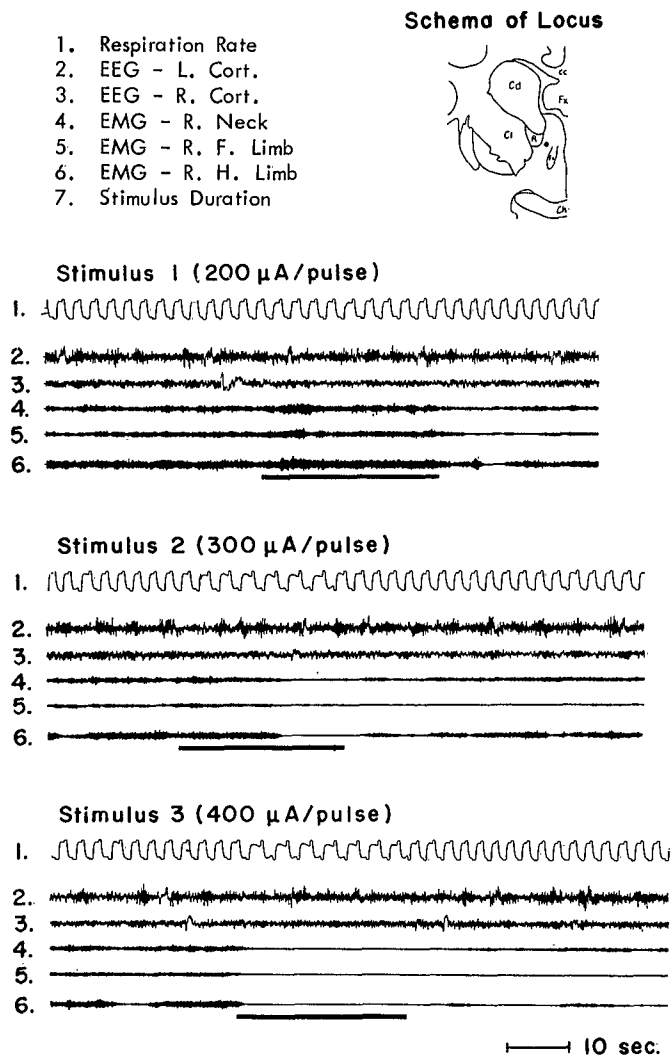 Schema of Locus
1. Respiration Rate
2. EEG - L. Cort.
3. EEG - R. Cort.
4. EMG - R. Neck
5. EMG - R. F. Limb
6. EMG - R. H. Limb
7. Stimulus Duration
cc
Cd
Fx
CI
A
Ch
Stimulus 1 (200 μA/pulse)
1.
2.
3.
4.
5.
6.
Stimulus 2 (300 μA/pulse)
1.
2.
3.
4.
5.
6.
Stimulus 3 (400 μA/pulse)
1.
2.
3.
4.
5.
6.
10 sec.